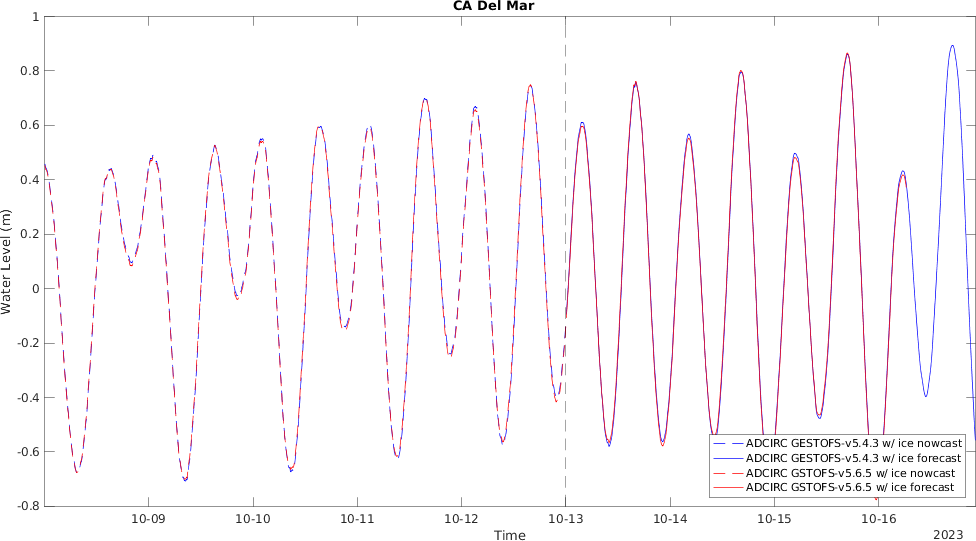 CA Del Mar
1
0.8
0.6
0.4
0.2
0
-0.2
-0.4
-0.6
-0.8
Water Level (m)
10-09 10-10 10-11 10-12 10-13 10-14 10-15 10-16
Time
2023
ADCIRC GESTOFS-v5.4.3 w/ ice nowcast
ADCIRC GESTOFS-v5.4.3 w/ ice forecast
ADCIRC GSTOFS-v5.6.5 w/ ice nowcast
ADCIRC GSTOFS-v5.6.5 w/ ice forecast